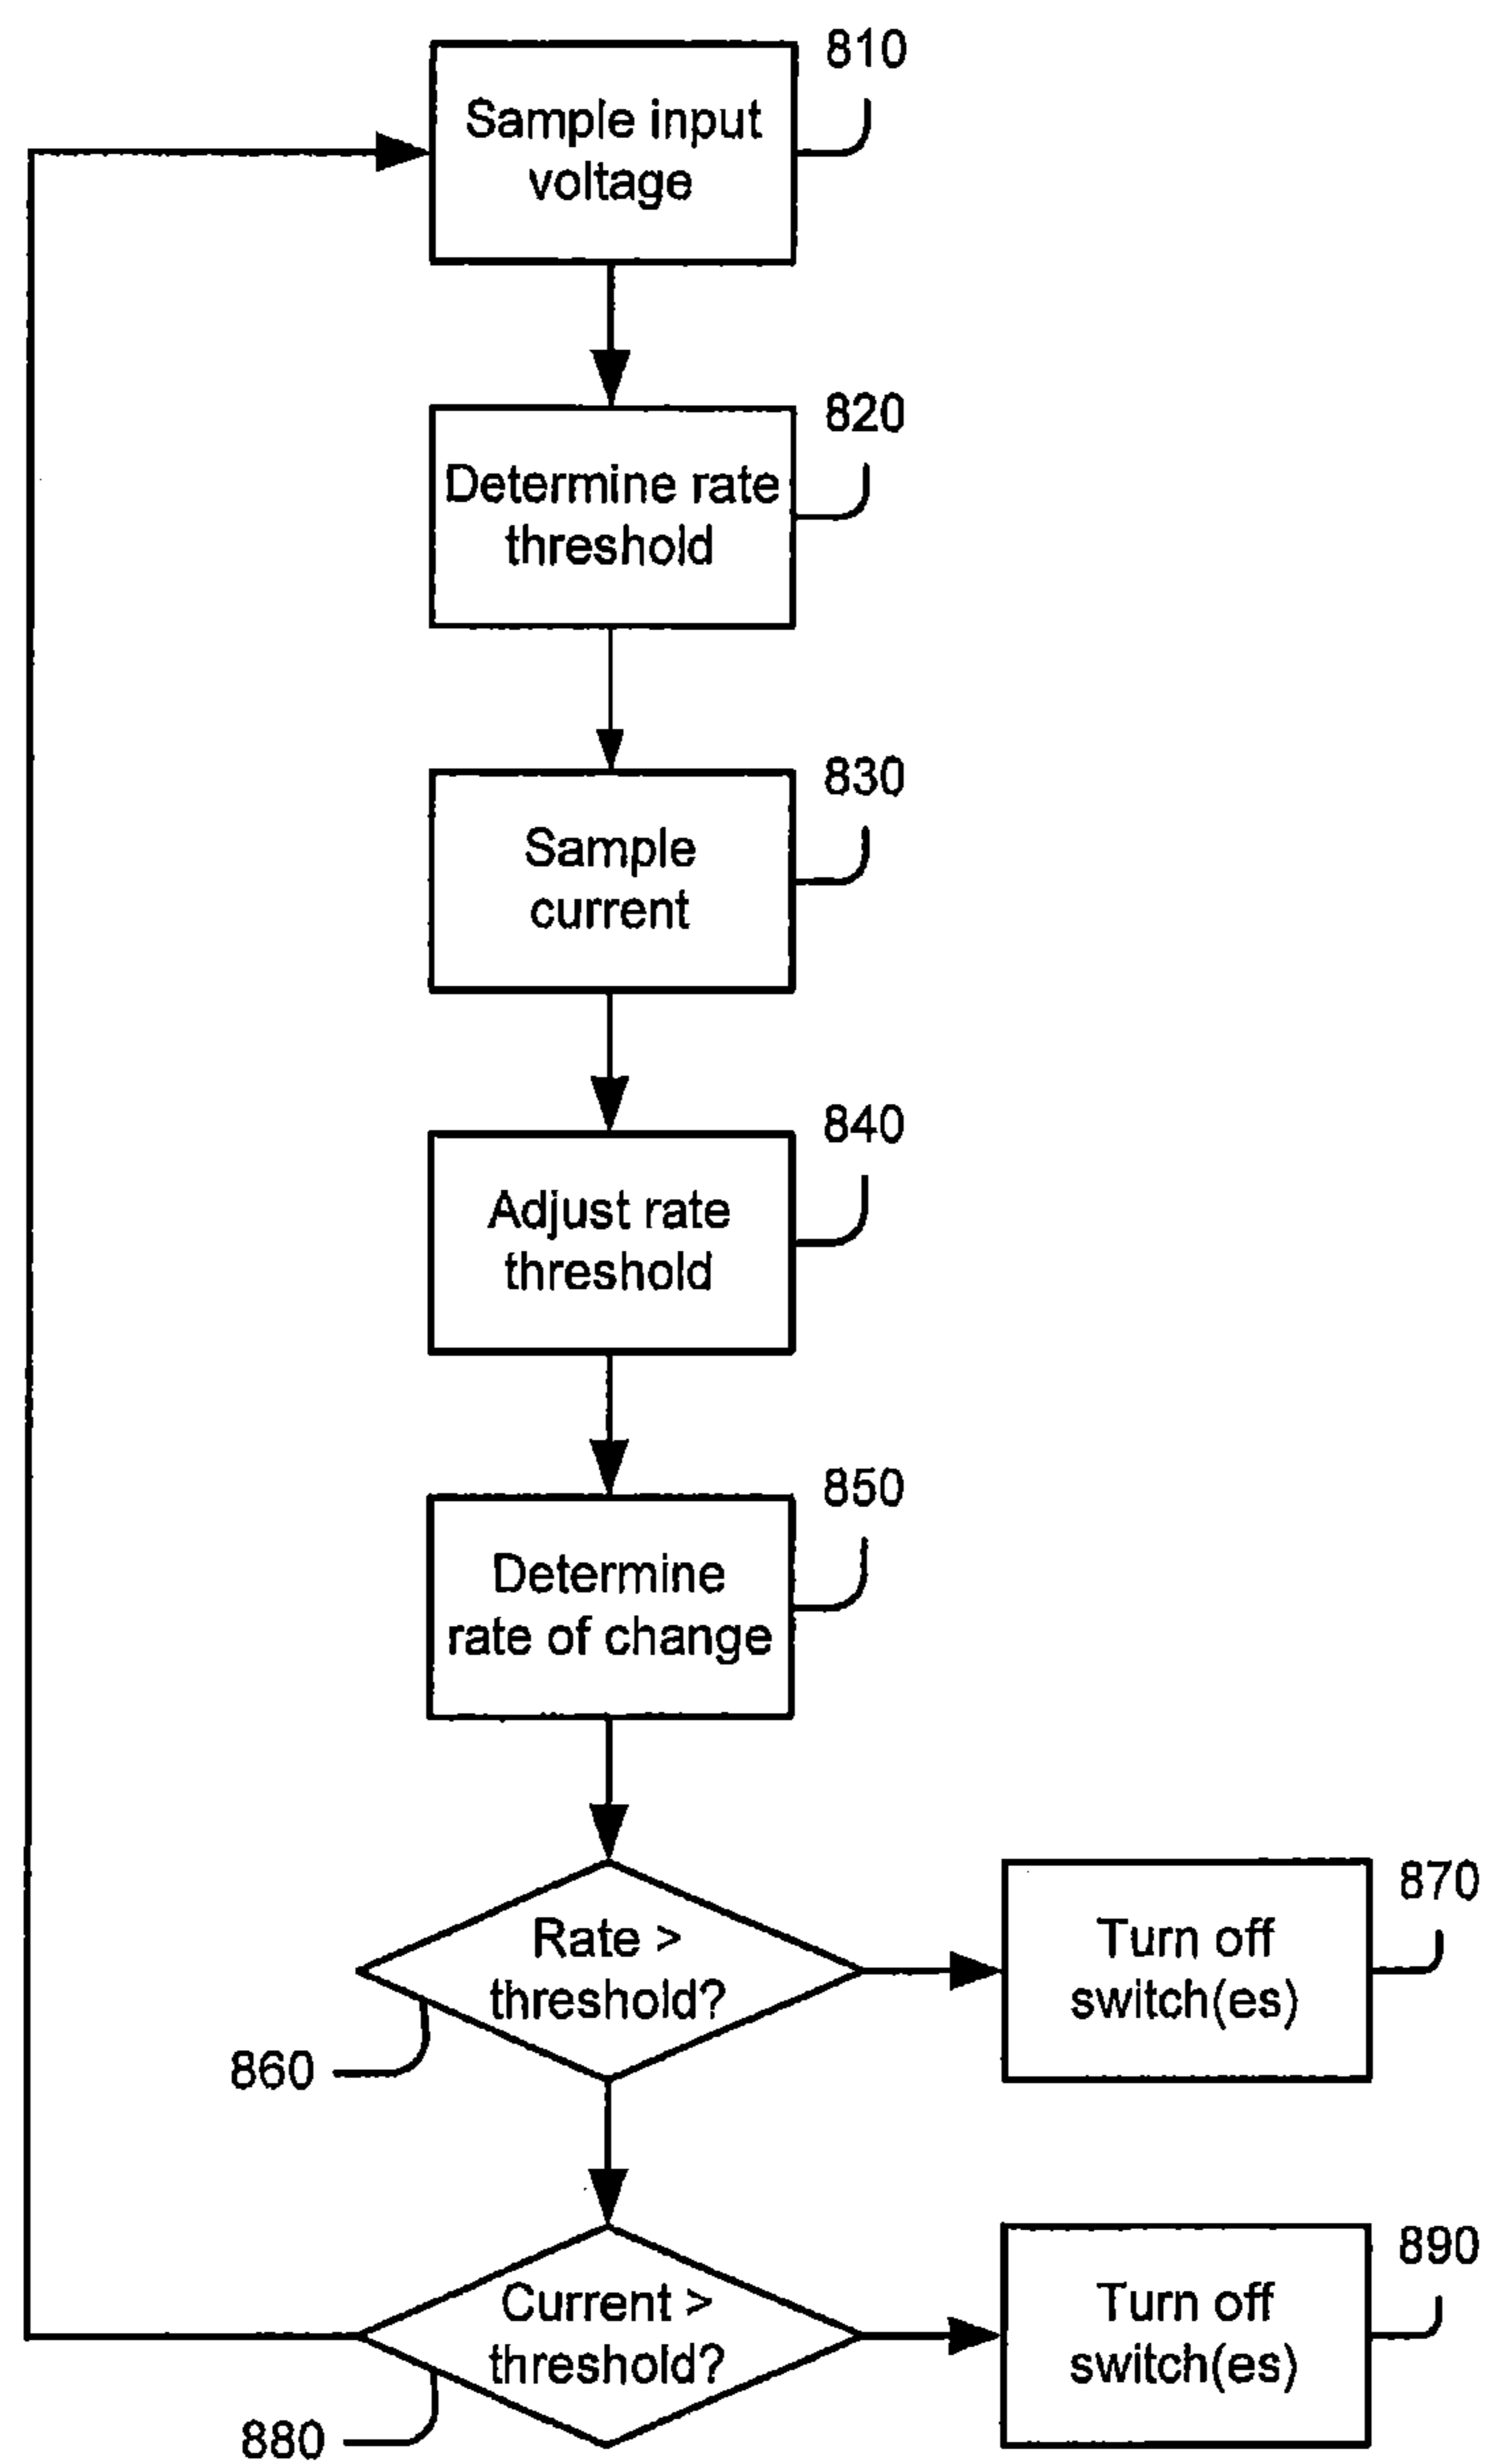 810
Sample input
voltage
820
Determine rate
threshold
830
Sample
current
840
Adjust rate
threshold
850
Determine
rate of change
Rate >
threshold?
860
870
Turn off
switch(es)
Current >
threshold?
880
890
Turn off
switch(es)